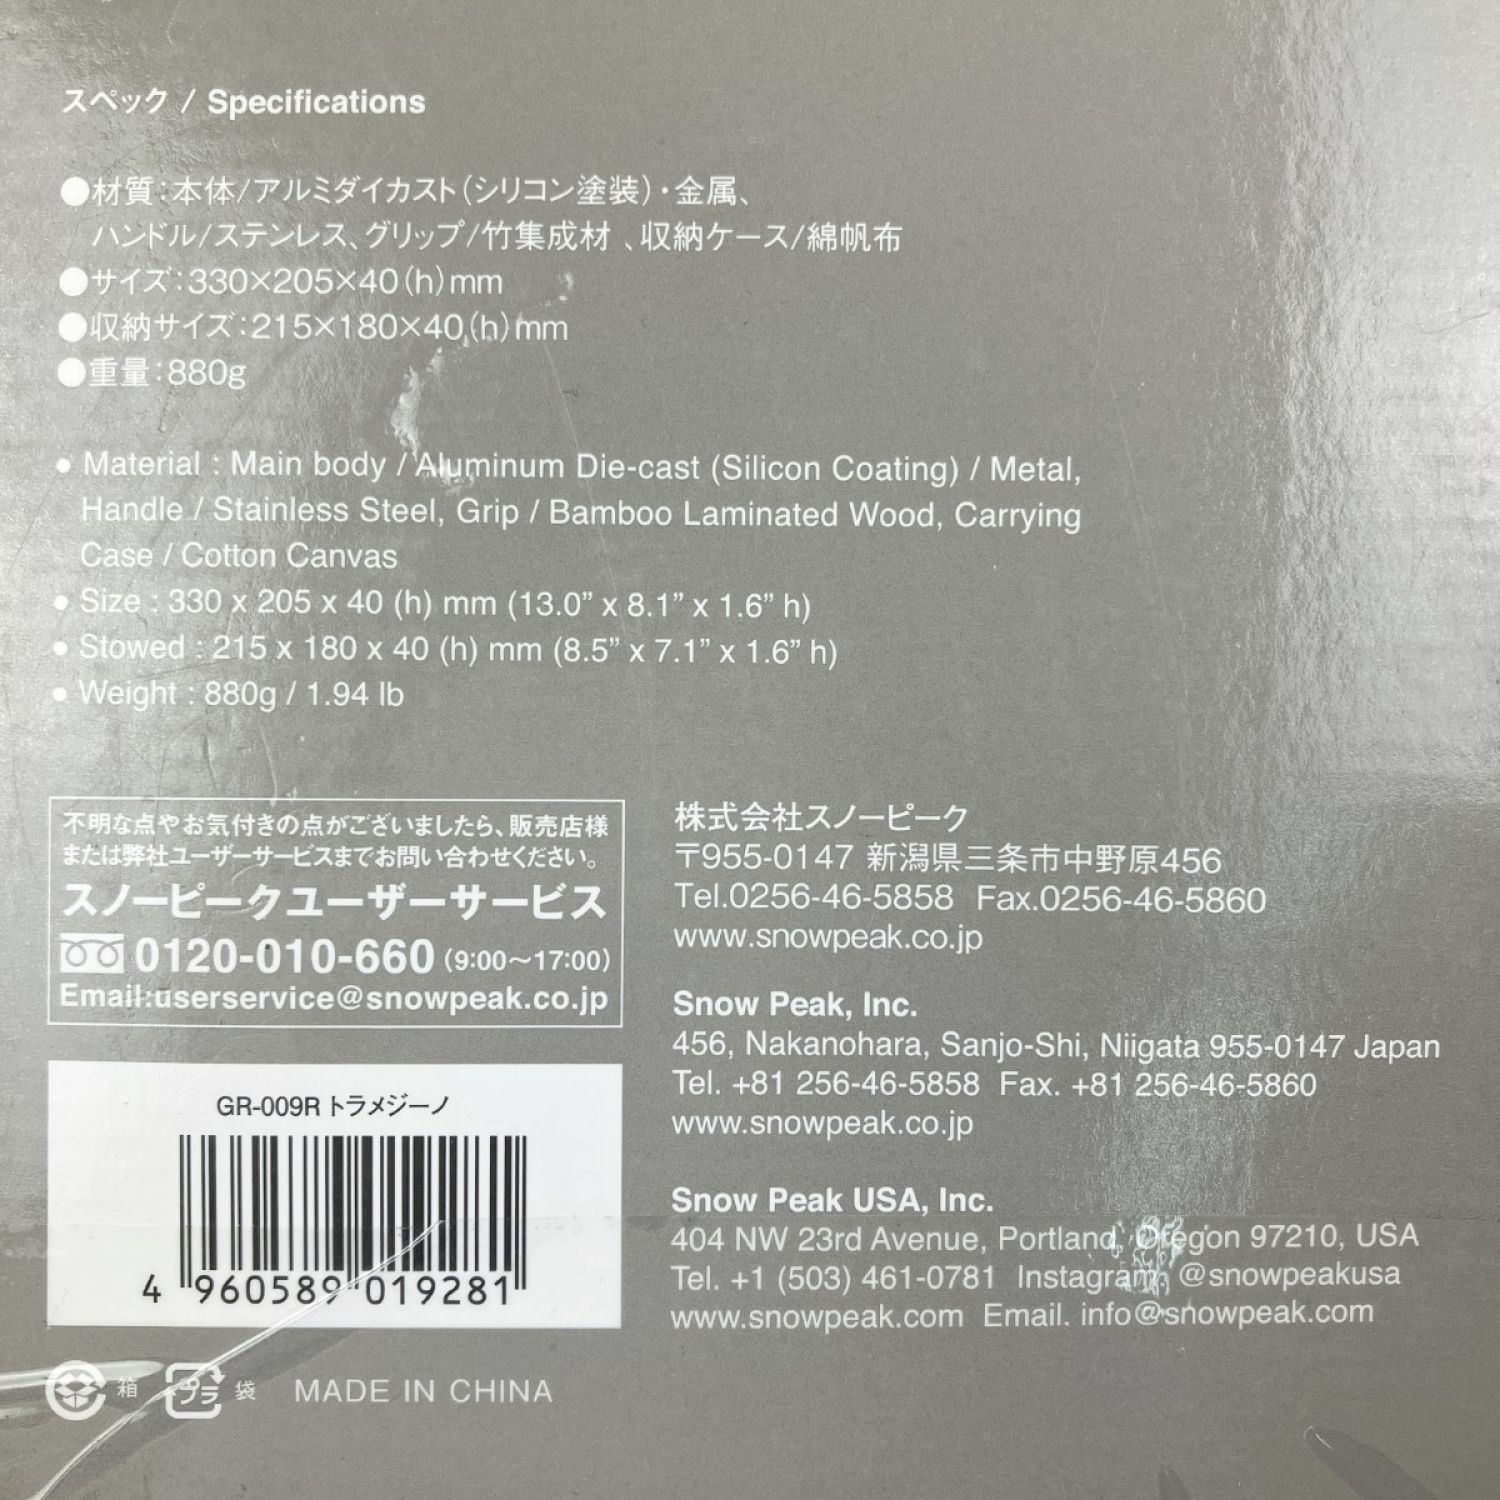 スペック / Specifications
●材質:本体/アルミダイカスト(シリコン塗装)・金属、
ハンドル/ステンレス、グリップ/竹集成材 、収納ケース/綿帆布
●サイズ:330×205×40(h)mm
●収納サイズ:215×180×40(h)mm
●重量:880g
• Material : Main body / Aluminum Die-cast (Silicon Coating) / Metal,
Handle / Stainless Steel, Grip / Bamboo Laminated Wood, Carrying
Case / Cotton Canvas
• Size : 330 x 205 x 40 (h) mm (13.0” x 8.1” x 1.6” h)
• Stowed : 215 x 180 x 40 (h) mm (8.5” x 7.1” x 1.6” h)
• Weight : 880g / 1.94 lb
不明な点やお気付きの点がございましたら、販売店様
または弊社ユーザーサービスまでお問い合わせください。
スノーピークユーザーサービス
0120-010-660 (9:00〜17:00)
Email:userservice@snowpeak.co.jp
株式会社スノーピーク
〒955-0147 新潟県三条市中野原456
Tel.0256-46-5858 Fax.0256-46-5860
www.snowpeak.co.jp
Snow Peak, Inc.
456, Nakanohara, Sanjo-Shi, Niigata 955-0147 Japan
Tel. +81 256-46-5858 Fax. +81 256-46-5860
www.snowpeak.co.jp
Snow Peak USA, Inc.
404 NW 23rd Avenue, Portland, Oregon 97210, USA
Tel. +1 (503) 461-0781 Instagram. @snowpeakusa
www.snowpeak.com Email. info@snowpeak.com
GR-009R トラメジーノ
4 960589 019281
箱 プラ 袋 MADE IN CHINA